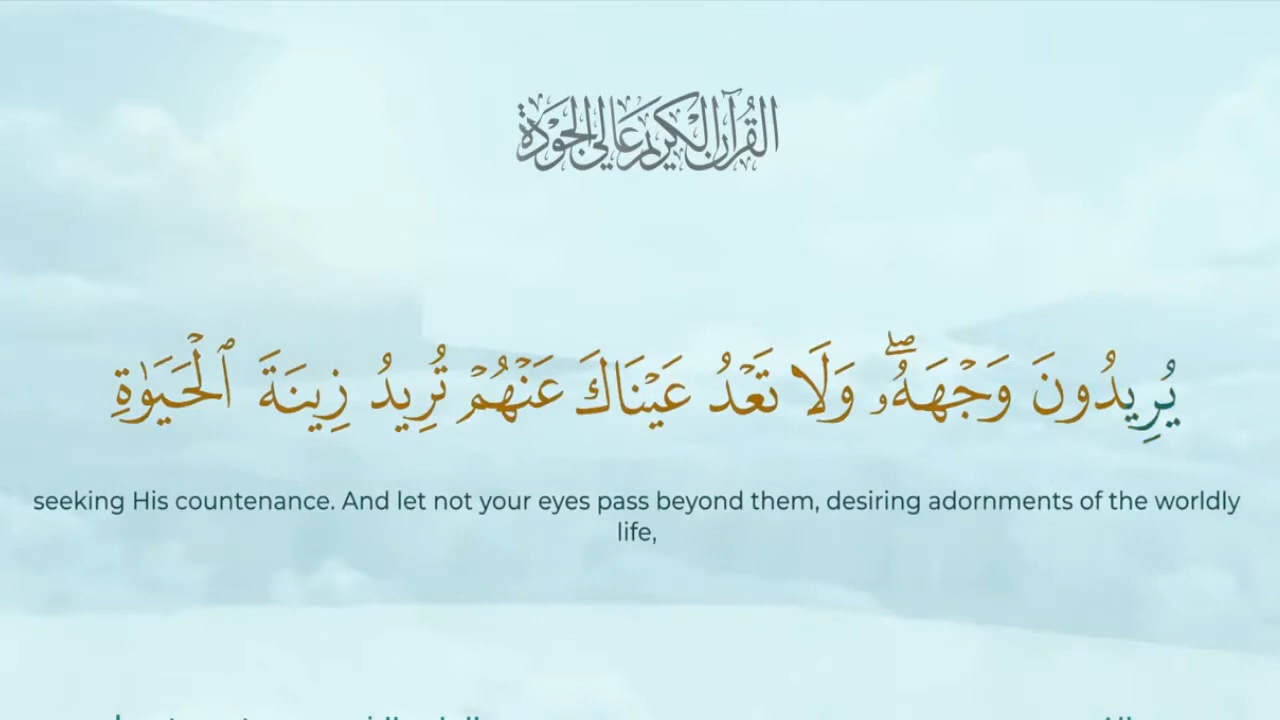 القرآن الكريم عالي الجودة
يُرِيدُونَ وَجْهَهُۥۖ وَلَا تَعْدُ عَيْنَاكَ عَنْهُمْ تُرِيدُ زِينَةَ ٱلْحَيَوٰةِ
seeking His countenance. And let not your eyes pass beyond them, desiring adornments of the worldly
life,